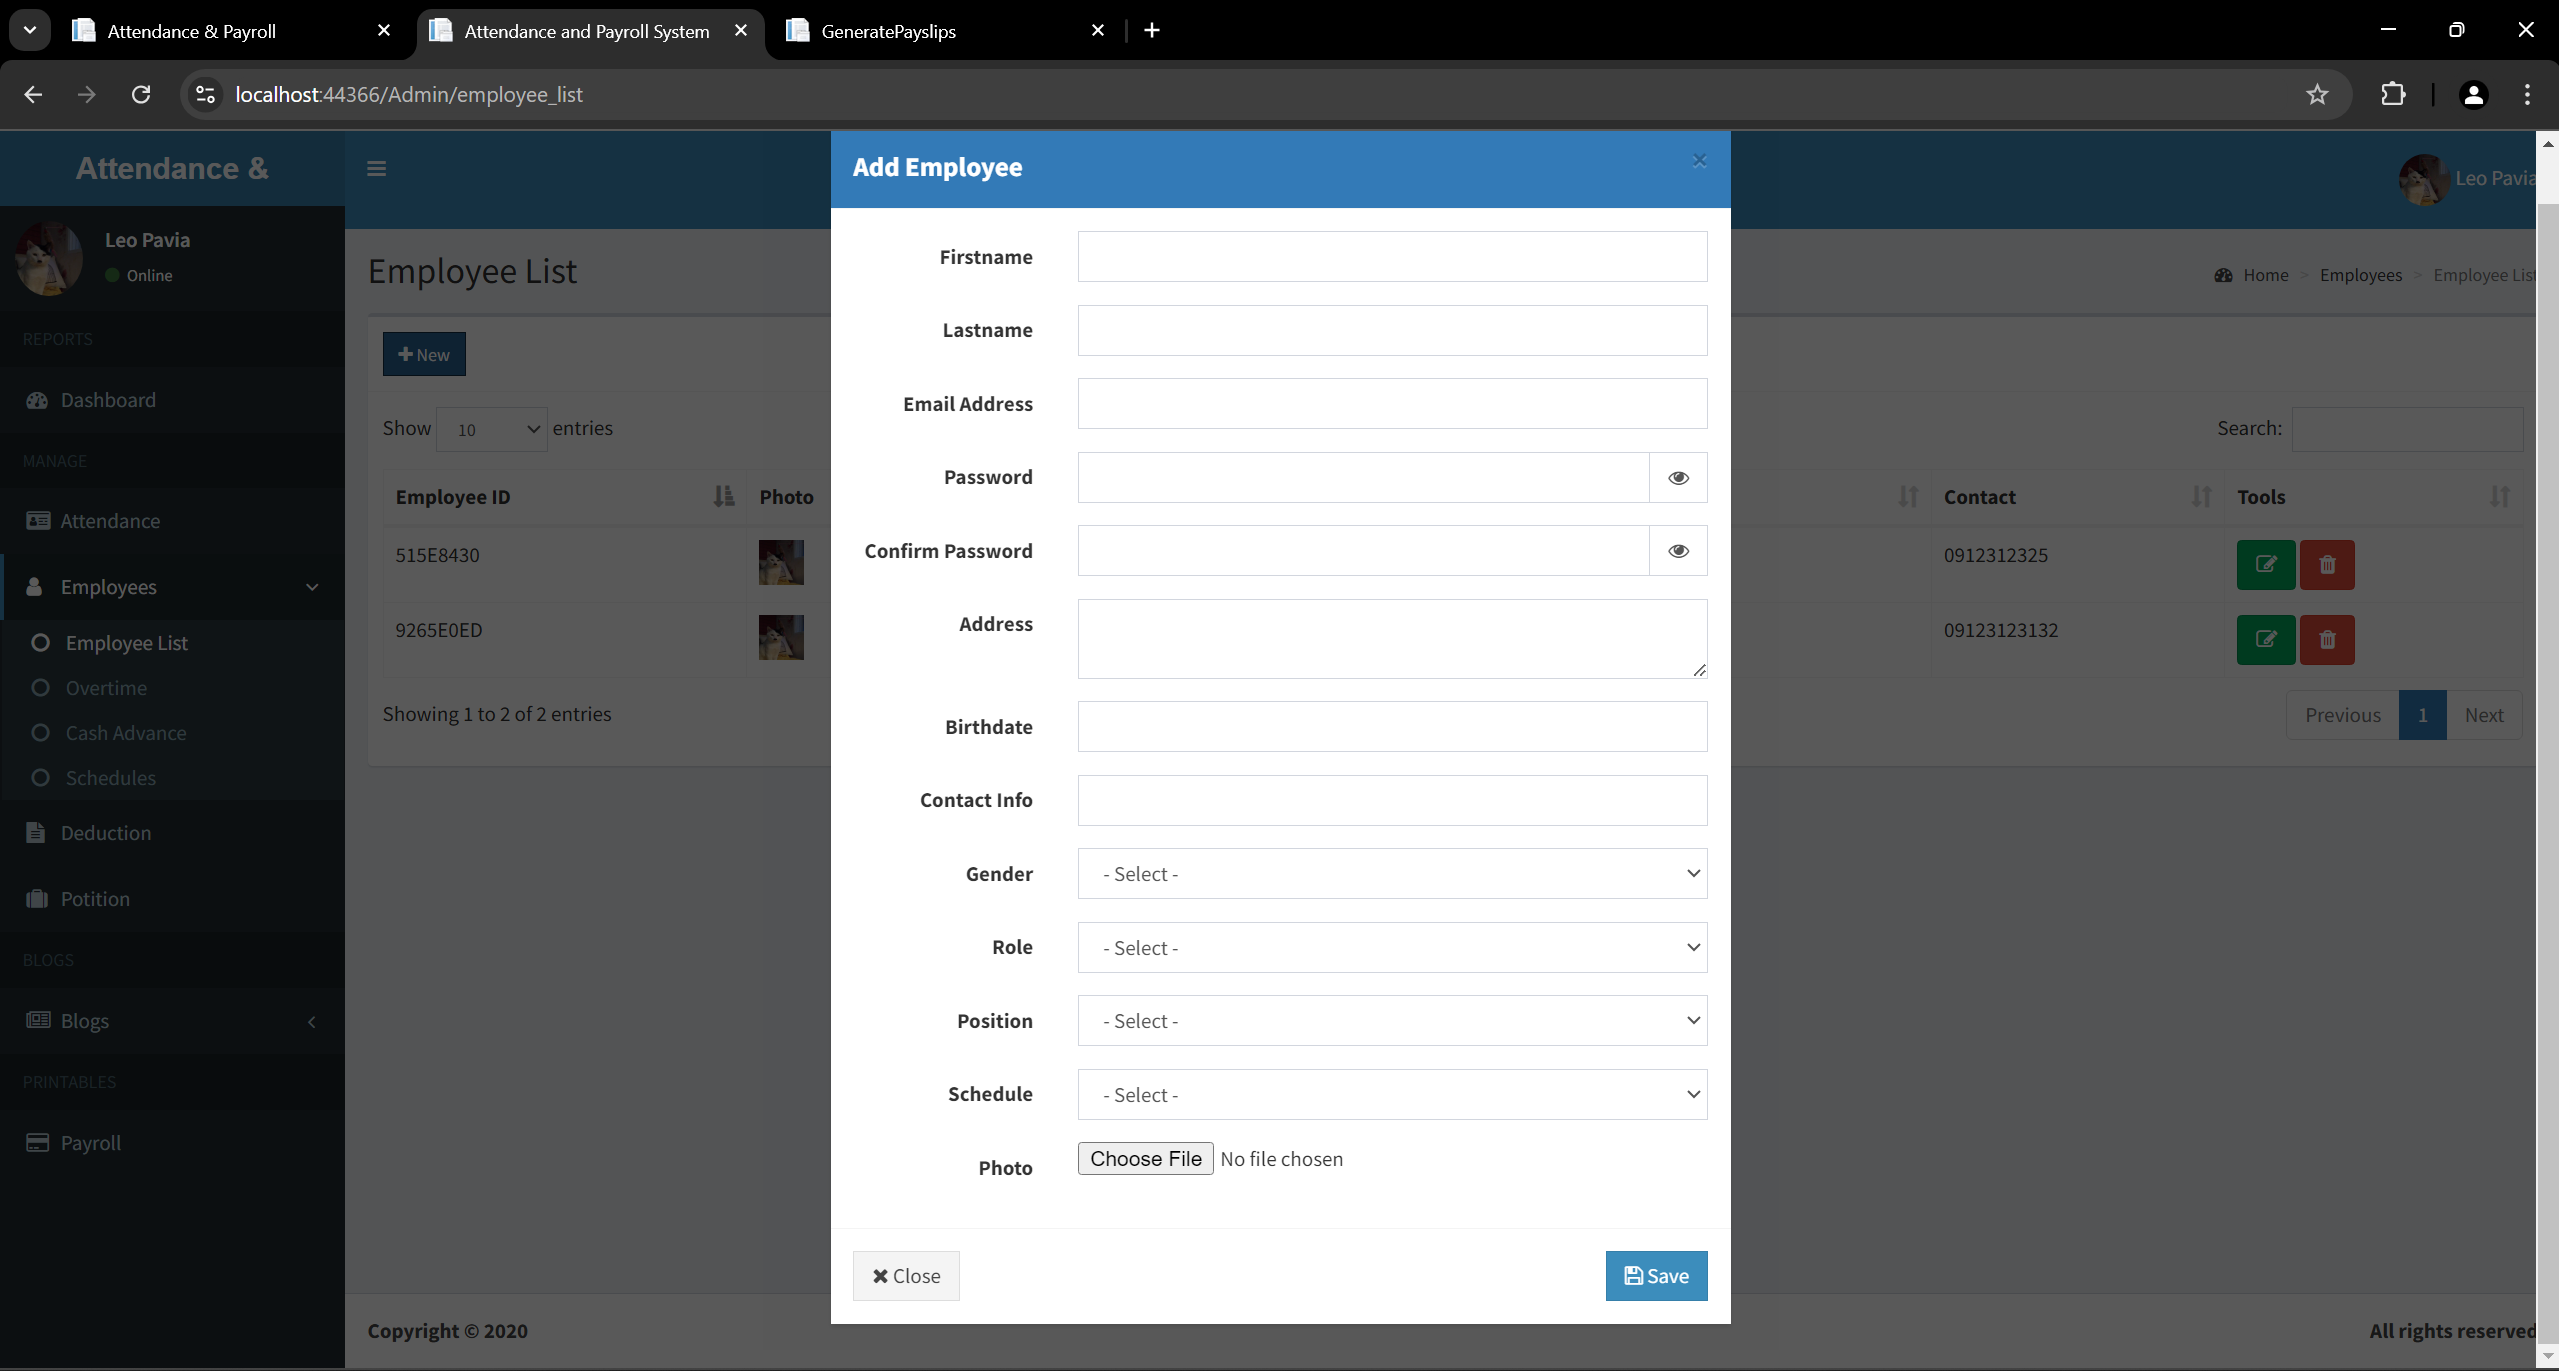 Attendance & Payroll
Attendance and Payroll System
GeneratePayslips
localhost:44366/Admin/employee_list
Attendance &
Leo Pavia
Leo Pavia
Online
REPORTS
Dashboard
MANAGE
Attendance
Employees
Employee List
Overtime
Cash Advance
Schedules
Deduction
Potition
BLOGS
Blogs
PRINTABLES
Payroll
Employee List
Home > Employees > Employee List
New
Show 10 entries
Search:
Employee ID Photo Contact Tools
515E8430 0912312325
9265E0ED 09123123132
Showing 1 to 2 of 2 entries
Previous 1 Next
Add Employee
Firstname
Lastname
Email Address
Password
Confirm Password
Address
Birthdate
Contact Info
Gender - Select -
Role - Select -
Position - Select -
Schedule - Select -
Photo Choose File No file chosen
Close
Save
Copyright © 2020
All rights reserved